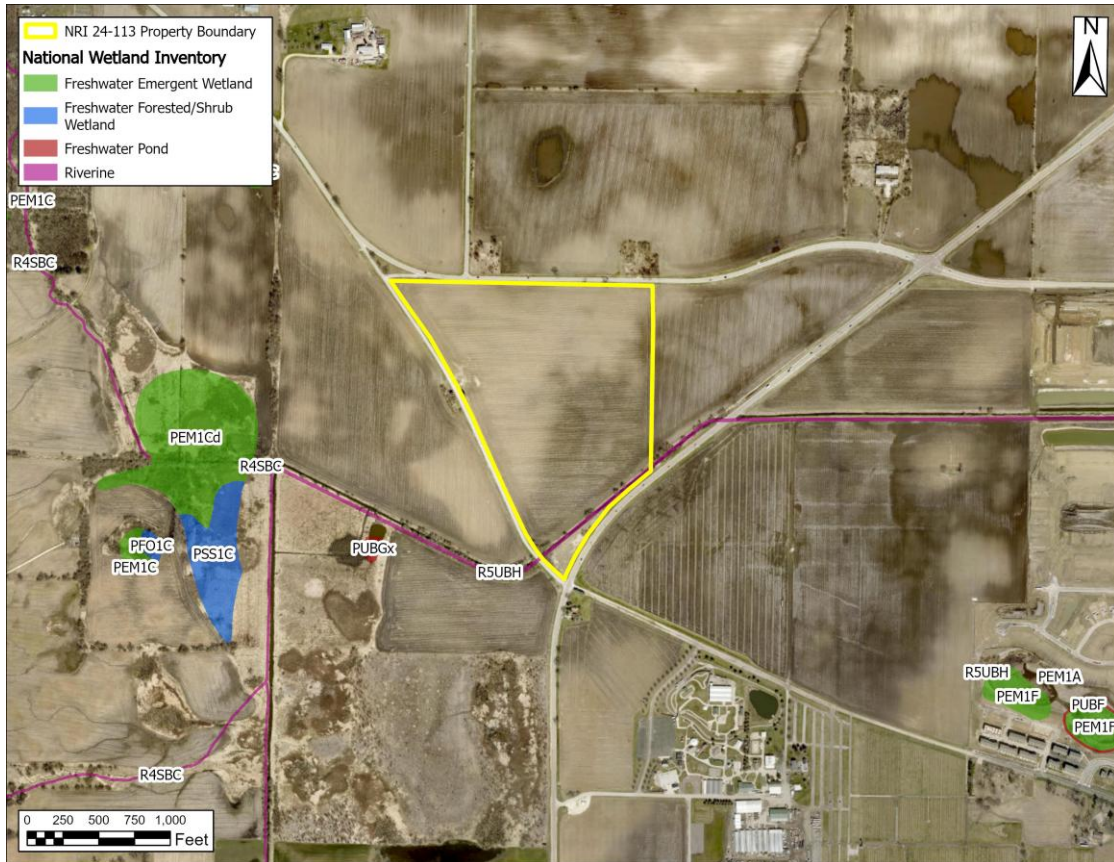 NRI 24-113 Property Boundary
National Wetland Inventory
Freshwater Emergent Wetland
Freshwater Forested/Shrub
Wetland
Freshwater Pond
Riverine
N
PEM1C
R4SBC
PEM1Cd
R4SBC
PFO1C
PEM1C
PSS1C
PUBGx
R5UBH
R5UBH
PEM1A
PEM1F
PUBF
PEM1F
R4SBC
0 250 500 750 1,000
Feet